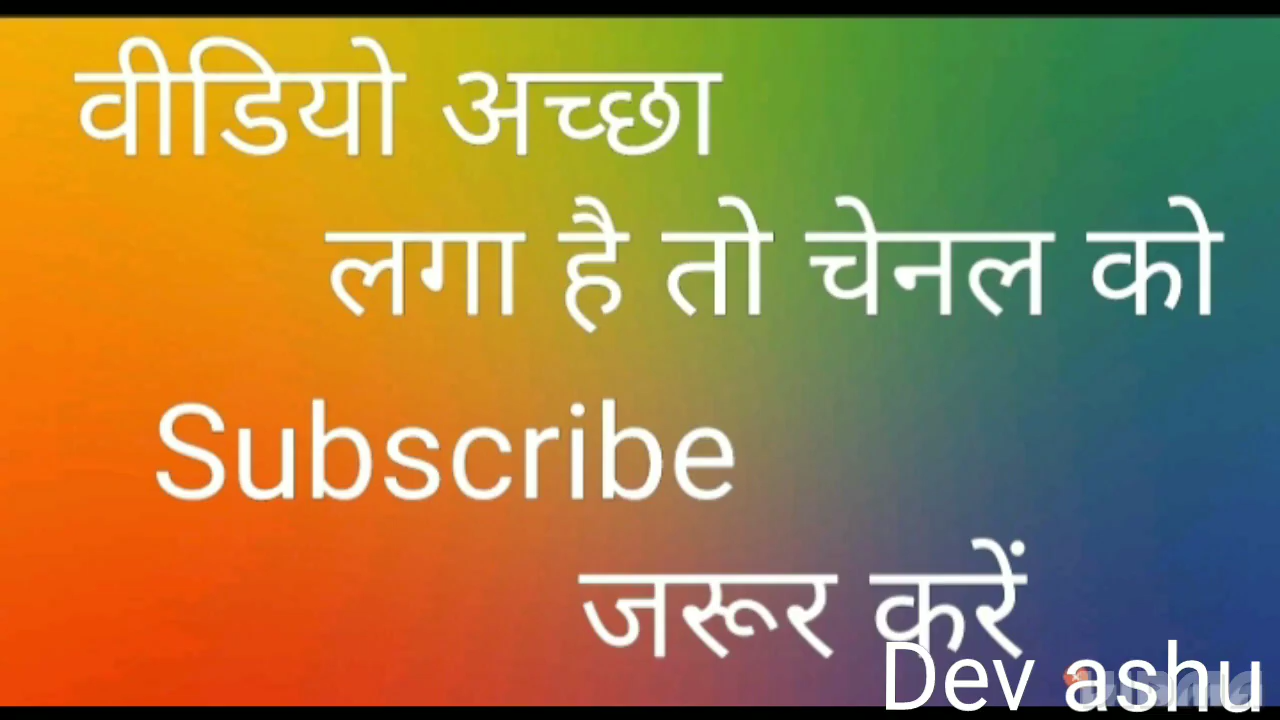 वीडियो अच्छा
लगा है तो चेनल को
Subscribe
जरूर करें
Dev ashu